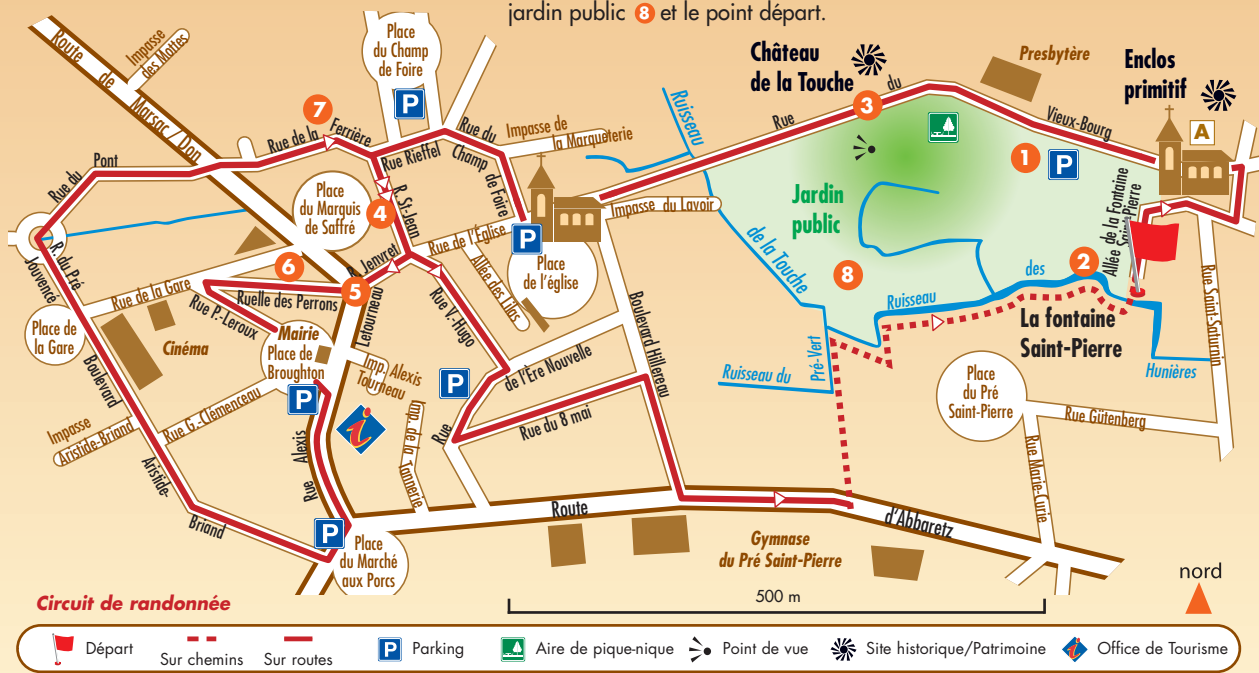 jardin public 8 et le point départ.
Place
du Champ
de Foire
Château
de la Touche
Presbytère
Enclos
primitif
Impasse
des Mottes
Route de Marsac/Don
Ruisseau
Rue du Vieux-Bourg
3
7
P
A
Rue de la Ferrière
Rue Rieffel
Rue du
Champ de Foire
Impasse de
la Marqueterie
1
P
Rue du Pont
Place
du Marquis
de Saffré
R. St-Jean
4
Jardin
public
Impasse du Lavoir
Allée de la Fontaine
Saint-Pierre
Rue de l'Église
P
Allée des Lilas
Place
de l'église
R. du Pré
Jouvencé
6
R. Jenvret
de la Touche
8
des
2
Rue de la Gare
Ruelle des Perrons
5
Letourneau
Rue V.-Hugo
Ruisseau
Rue Saint-Saturnin
Rue P.-Leroux
Place de
la Gare
Cinéma
Mairie
Place de
Broughton
Boulevard Hillereau
La fontaine
Saint-Pierre
Imp. Alexis
Tourneau
de l'Ère Nouvelle
Pré-Vert
Hunières
P
Ruisseau du
Place
du Pré
Saint-Pierre
Boulevard
P
Rue G.-Clemenceau
Impasse
Aristide-Briand
Rue Gütenberg
i
Rue du 8 mai
Rue
Imp. de la Tannerie
Rue Alexis
Aristide-
Briand
Rue Marie-Curie
P
Route
d'Abbaretz
Place
du Marché
aux Porcs
Gymnase
du Pré Saint-Pierre
nord
500 m
Circuit de randonnée
Départ
Sur chemins
Sur routes
P Parking
Aire de pique-nique
Point de vue
Site historique/Patrimoine
i Office de Tourisme